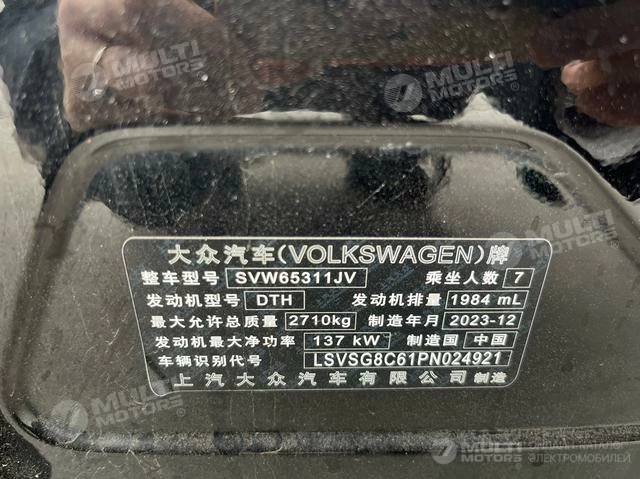 MULTI MOTORS
MULTI MOTORS
大众汽车(VOLKSWAGEN)牌
整车型号 SVW65311JV 乘坐人数 7
发动机型号 DTH 发动机排量 1984 mL
最大允许总质量 2710kg 制造年月 2023-12
发动机最大净功率 137 kW 制造国 中国
车辆识别代号 LSVSG8C61PN024921
上汽大众汽车有限公司 制造
MULTI MOTORS
MULTI MOTORS
ЭЛЕКТРОМОБИЛЕЙ